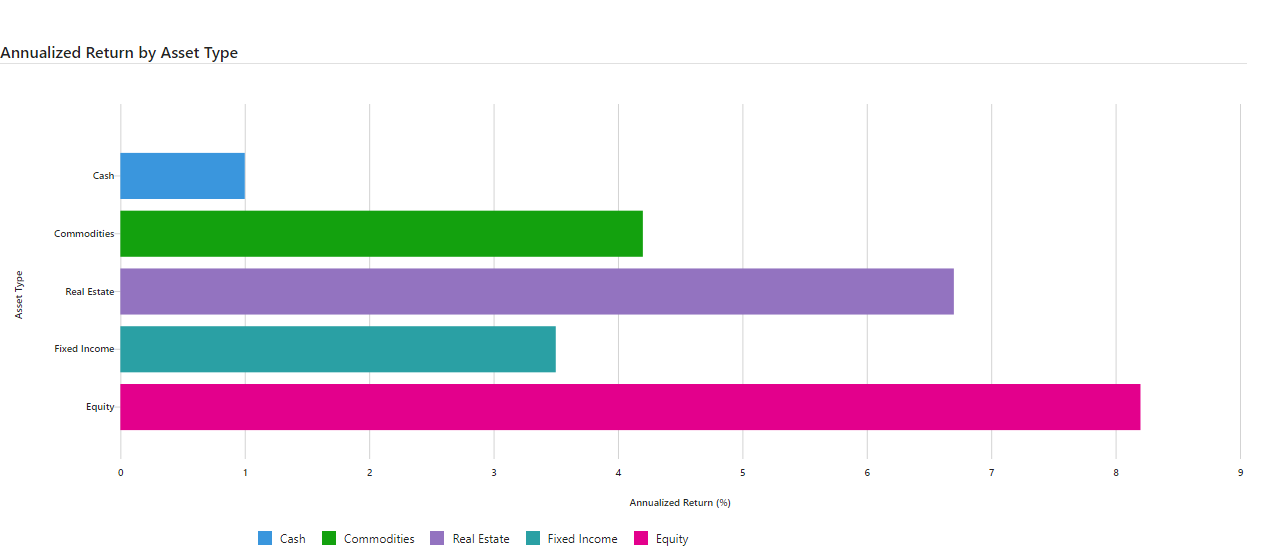 Annualized Return by Asset Type
Cash
Commodities
Real Estate
Asset Type
Fixed Income
Equity
0 1 2 3 4 5 6 7 8 9
Annualized Return (%)
Cash Commodities Real Estate Fixed Income Equity